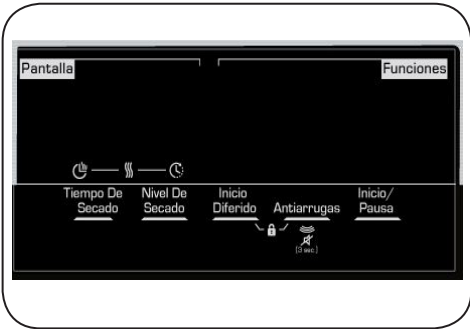 Pantalla
Funciones
Tiempo De
Secado
Nivel De
Secado
Inicio
Diferido
Antiarrugas
Inicio/
Pausa
(3 sec.)